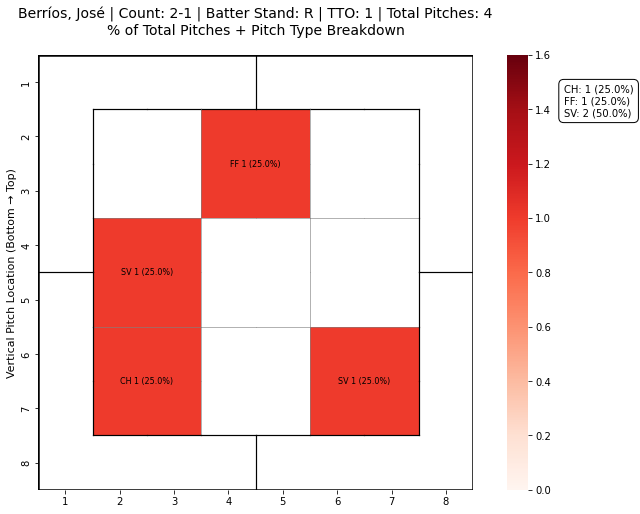 Berríos, José | Count: 2-1 | Batter Stand: R | TTO: 1 | Total Pitches: 4
% of Total Pitches + Pitch Type Breakdown
CH: 1 (25.0%)
FF: 1 (25.0%)
SV: 2 (50.0%)
Vertical Pitch Location (Bottom → Top)
1
2
3
4
5
6
7
8
FF 1 (25.0%)
SV 1 (25.0%)
CH 1 (25.0%)
SV 1 (25.0%)
1 2 3 4 5 6 7 8
1.6
1.4
1.2
1.0
0.8
0.6
0.4
0.2
0.0